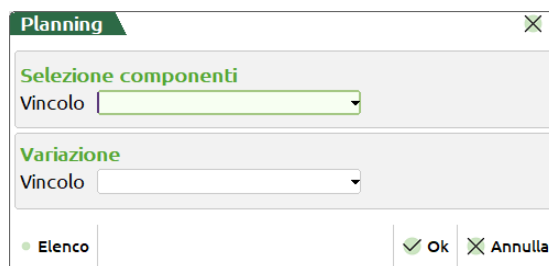 Planning
Selezione componenti
Vincolo
Variazione
Vincolo
Elenco Ok Annulla